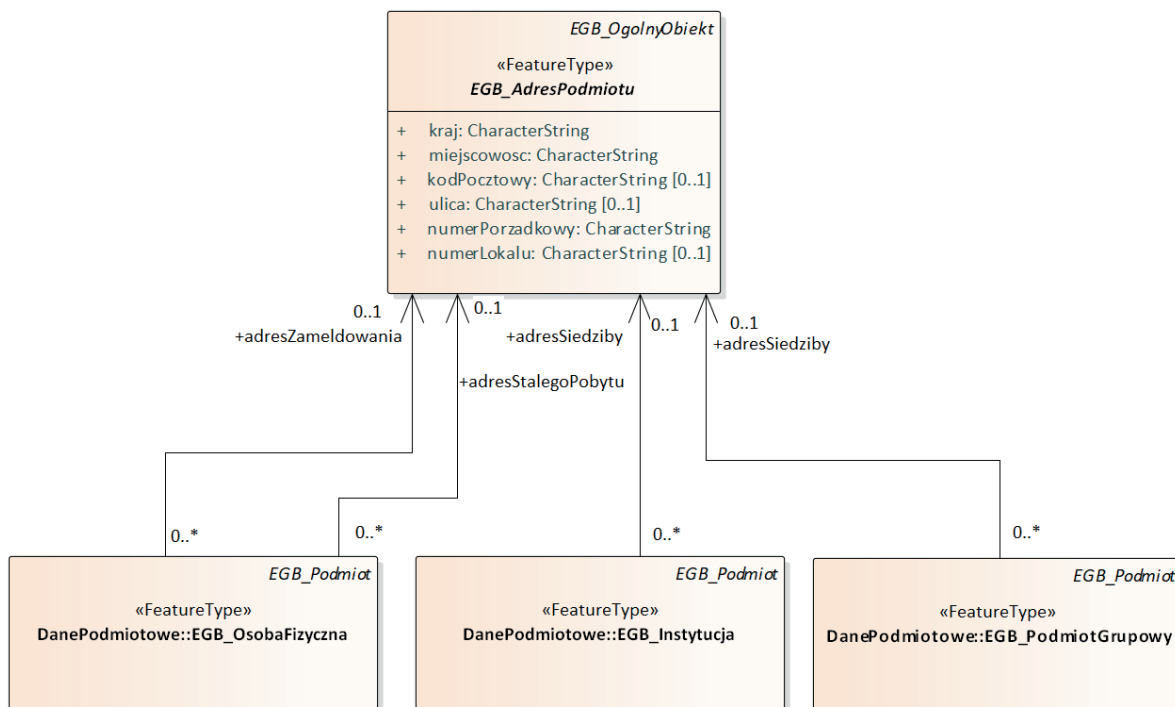 EGB_OgolnyObiekt
«FeatureType»
EGB_AdresPodmiotu
+ kraj: CharacterString
+ miejscowosc: CharacterString
+ kodPocztowy: CharacterString [0..1]
+ ulica: CharacterString [0..1]
+ numerPorzadkowy: CharacterString
+ numerLokalu: CharacterString [0..1]
0..1
+adresZameldowania
0..1
+adresStalegoPobytu
0..1
+adresSiedziby
0..1
+adresSiedziby
0..*
0..*
0..*
0..*
EGB_Podmiot
«FeatureType»
DanePodmiotowe::EGB_OsobaFizyczna
EGB_Podmiot
«FeatureType»
DanePodmiotowe::EGB_Instytucja
EGB_Podmiot
«FeatureType»
DanePodmiotowe::EGB_PodmiotGrupowy